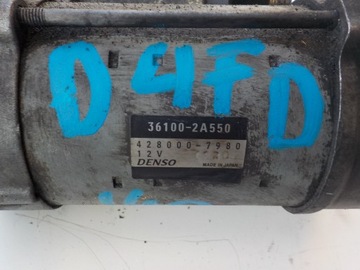 D4FD
36100-2A550
428000-7980
12V
DENSO MADE IN JAPAN